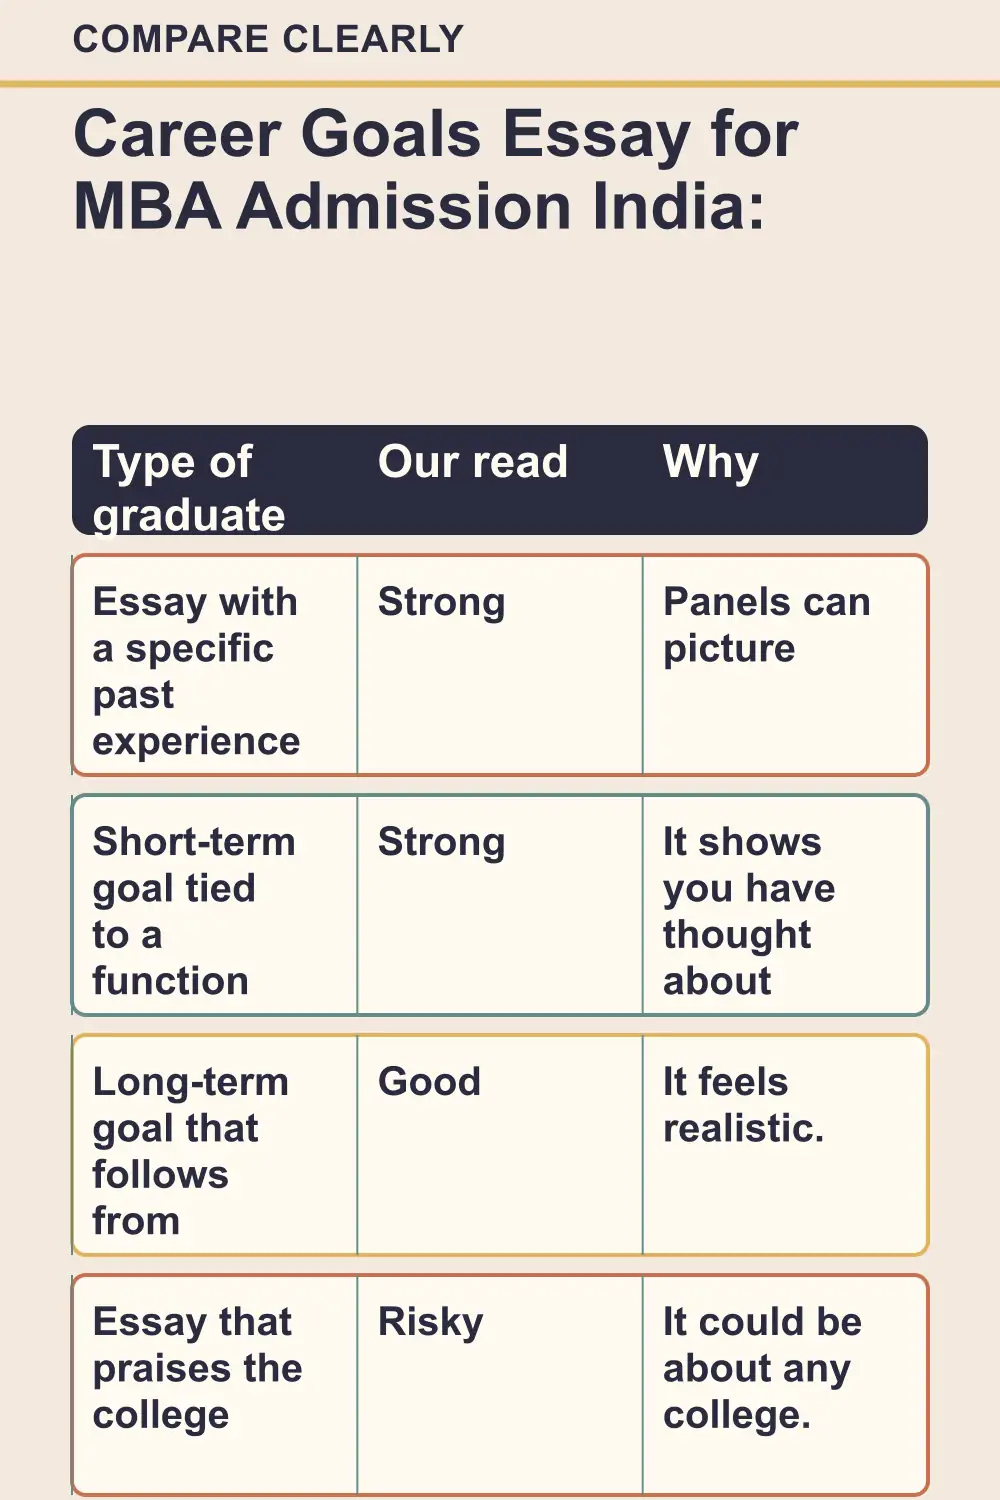 COMPARE CLEARLY
Career Goals Essay for
MBA Admission India:
Type of
graduate
Our read
Why
Essay with
a specific
past
experience
Strong
Panels can
picture
Short-term
goal tied
to a
function
Strong
It shows
you have
thought
about
Long-term
goal that
follows
from
Good
It feels
realistic.
Essay that
praises the
college
Risky
It could be
about any
college.